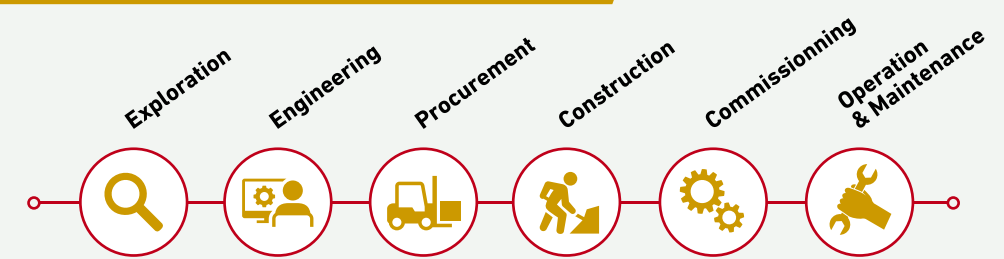 Exploration
Engineering
Procurement
Construction
Commissionning
Operation
& Maintenance